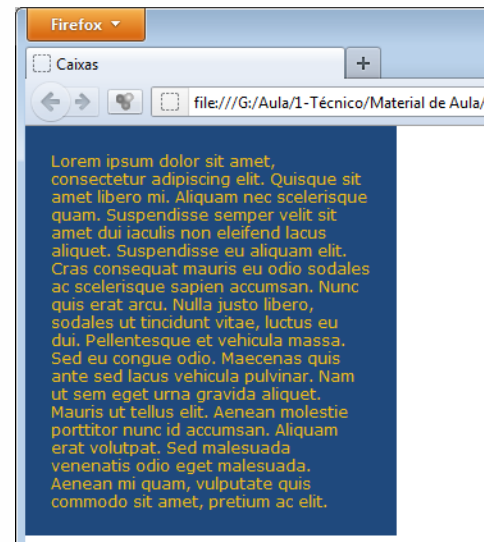 Firefox
Caixas
file:///G:/Aula/1-Técnico/Material de Aula/
Lorem ipsum dolor sit amet,
consectetur adipiscing elit. Quisque sit
amet libero mi. Aliquam nec scelerisque
quam. Suspendisse semper velit sit
amet dui iaculis non eleifend lacus
aliquet. Suspendisse eu aliquam elit.
Cras consequat mauris eu odio sodales
ac scelerisque sapien accumsan. Nunc
quis erat arcu. Nulla justo libero,
sodales ut tincidunt vitae, luctus eu
dui. Pellentesque et vehicula massa.
Sed eu congue odio. Maecenas quis
ante sed lacus vehicula pulvinar. Nam
ut sem eget urna gravida aliquet.
Mauris ut tellus elit. Aenean molestie
porttitor nunc id accumsan. Aliquam
erat volutpat. Sed malesuada
venenatis odio eget malesuada.
Aenean mi quam, vulputate quis
commodo sit amet, pretium ac elit.